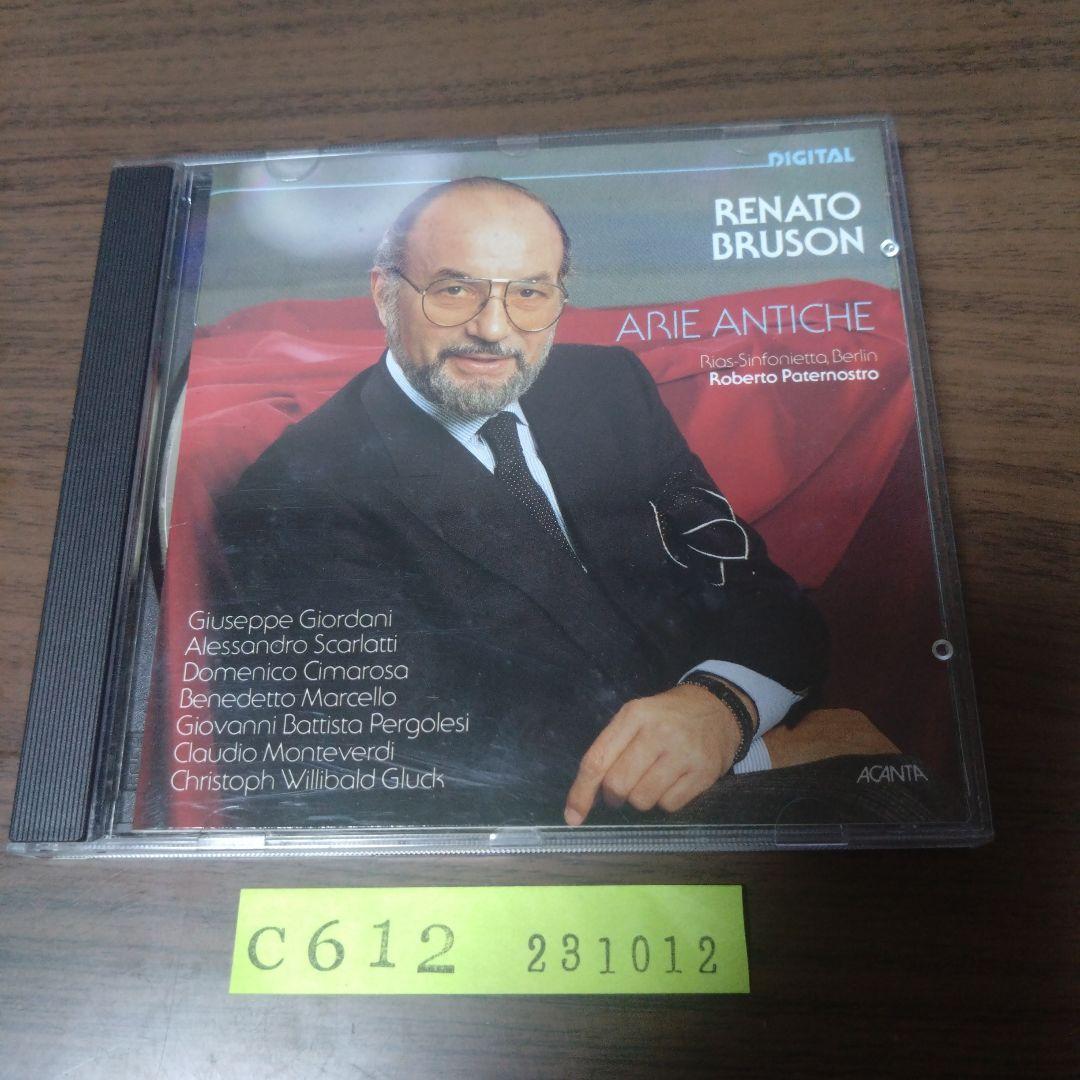 DIGITAL
RENATO
BRUSON
ARIE ANTICHE
Rias-Sinfonietta, Berlin
Roberto Paternostro
Giuseppe Giordani
Alessandro Scarlatti
Domenico Cimarosa
Benedetto Marcello
Giovanni Battista Pergolesi
Claudio Monteverdi
Christoph Willibald Gluck
ACANTA
C612 231012